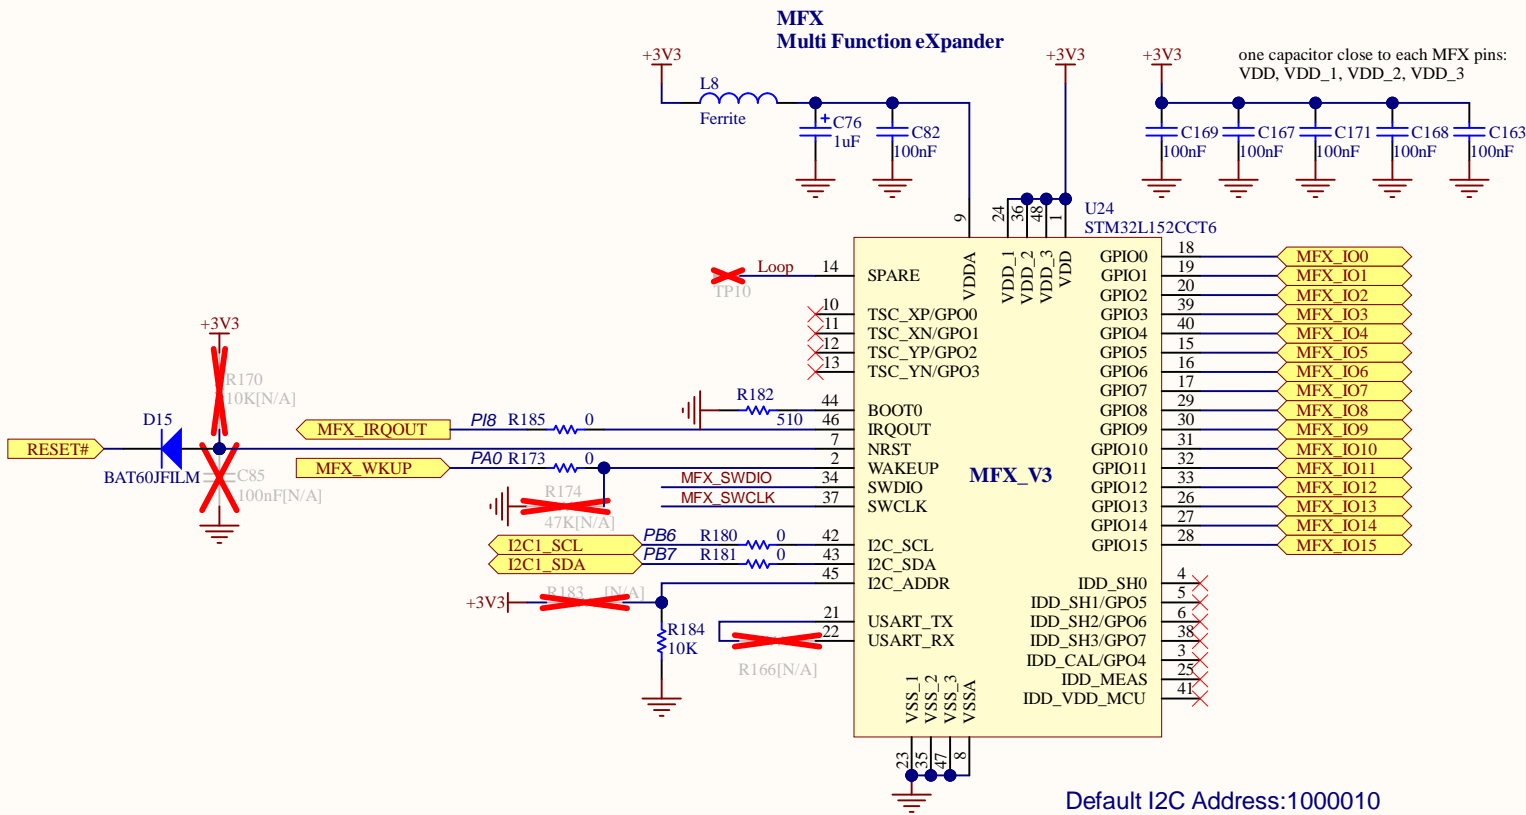 MFX
Multi Function eXpander
+3V3
+3V3
+3V3
one capacitor close to each MFX pins:
VDD, VDD_1, VDD_2, VDD_3
L8
Ferrite
C76
1uF
C82
100nF
C169
100nF
C167
100nF
C171
100nF
C168
100nF
C163
100nF
U24
STM32L152CCT6
9
24
36
48
1
VDDA
VDD_1
VDD_2
VDD_3
VDD
TP10
Loop
14
SPARE
10
TSC_XP/GPO0
11
TSC_XN/GPO1
12
TSC_YP/GPO2
13
TSC_YN/GPO3
+3V3
R170
10K[N/A]
R182
510
44
BOOT0
MFX_IRQOUT
PI8
R185
0
46
IRQOUT
RESET#
D15
BAT60JFILM
C85
100nF[N/A]
7
NRST
MFX_WKUP
PA0
R173
0
2
WAKEUP
R174
47K[N/A]
MFX_SWDIO
34
SWDIO
MFX_SWCLK
37
SWCLK
MFX_V3
I2C1_SCL
PB6
R180
0
42
I2C_SCL
I2C1_SDA
PB7
R181
0
43
I2C_SDA
45
I2C_ADDR
+3V3
R183
[N/A]
R184
10K
21
USART_TX
22
USART_RX
R166[N/A]
GPIO0
18
MFX_IO0
GPIO1
19
MFX_IO1
GPIO2
20
MFX_IO2
GPIO3
39
MFX_IO3
GPIO4
40
MFX_IO4
GPIO5
15
MFX_IO5
GPIO6
16
MFX_IO6
GPIO7
17
MFX_IO7
GPIO8
29
MFX_IO8
GPIO9
30
MFX_IO9
GPIO10
31
MFX_IO10
GPIO11
32
MFX_IO11
GPIO12
33
MFX_IO12
GPIO13
26
MFX_IO13
GPIO14
27
MFX_IO14
GPIO15
28
MFX_IO15
IDD_SH0
4
IDD_SH1/GPO5
5
IDD_SH2/GPO6
6
IDD_SH3/GPO7
38
IDD_CAL/GPO4
3
IDD_MEAS
25
IDD_VDD_MCU
41
VSS_1
VSS_2
VSS_3
VSSA
23
35
47
8
Default I2C Address:1000010